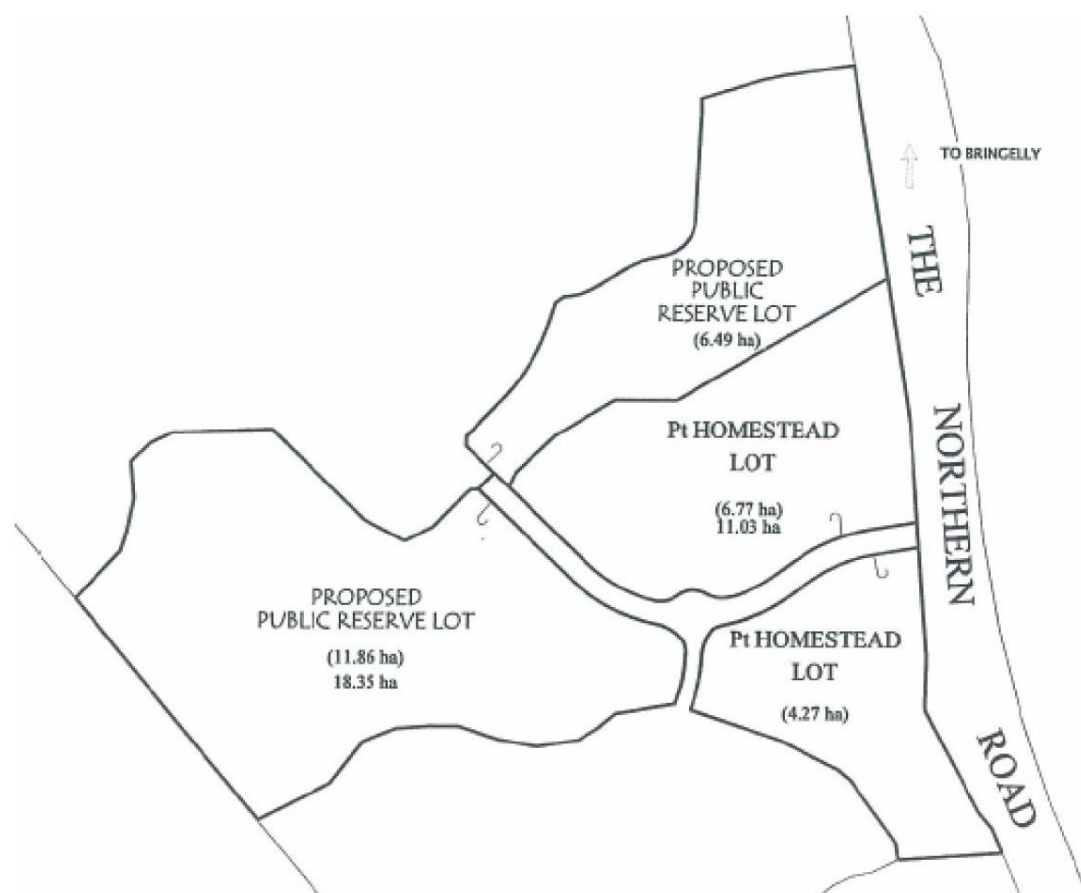 TO BRINGELLY
THE
NORTHERN
ROAD
PROPOSED
PUBLIC
RESERVE LOT
(6.49 ha)
Pt HOMESTEAD
LOT
(6.77 ha)
11.03 ha
PROPOSED
PUBLIC RESERVE LOT
(11.86 ha)
18.35 ha
Pt HOMESTEAD
LOT
(4.27 ha)